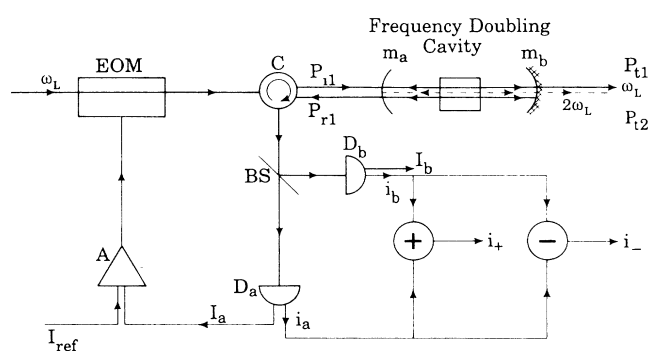 Frequency Doubling
Cavity
EOM
C
m_a
m_b
ω_L
P_i1
P_r1
P_t1
ω_L
2ω_L
P_t2
BS
D_b
I_b
i_b
A
+
i_+
−
i_−
D_a
I_a
i_a
I_ref